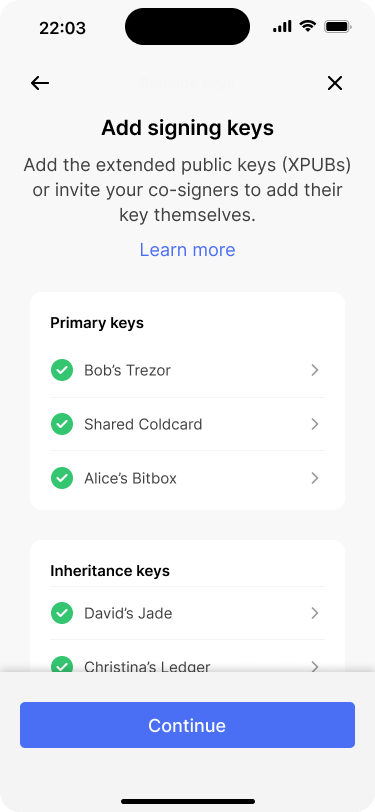 22:03
Add signing keys
Add the extended public keys (XPUBs)
or invite your co-signers to add their
key themselves.
Learn more
Primary keys
Bob’s Trezor
Shared Coldcard
Alice’s Bitbox
Inheritance keys
David’s Jade
Christina’s Ledger
Continue